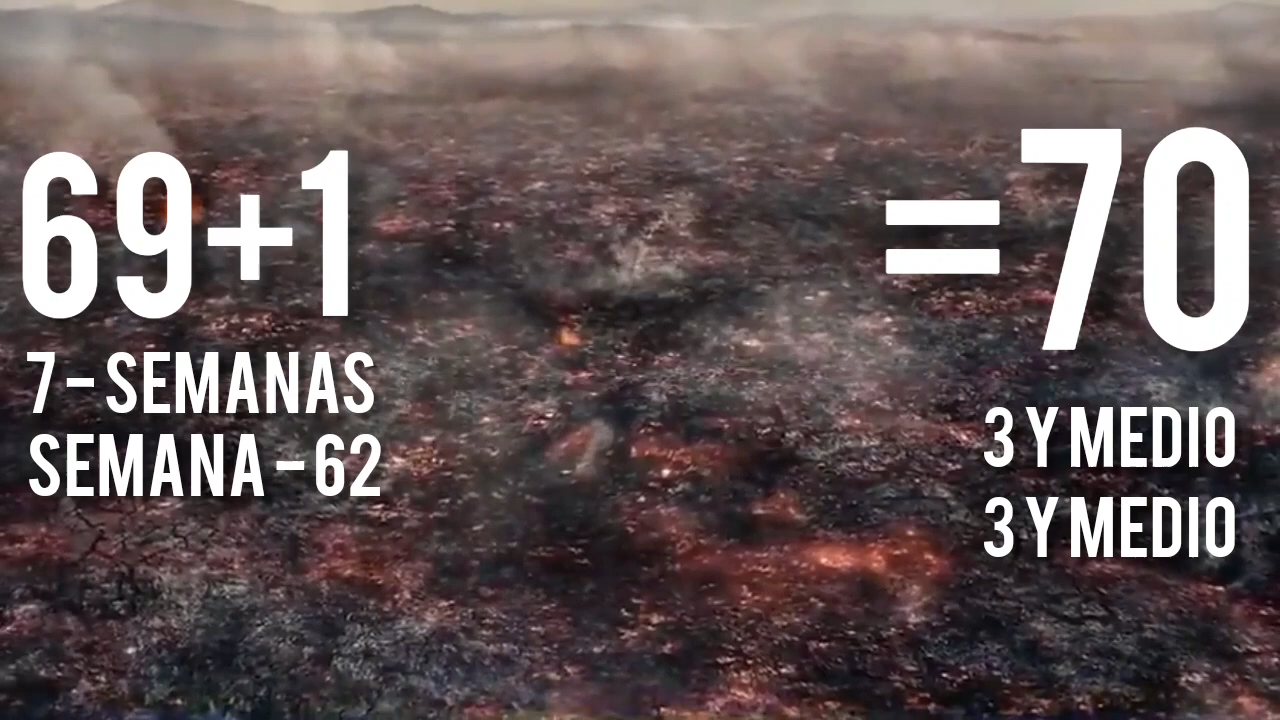 69+1
=70
7 – SEMANAS
SEMANA – 62
3 Y MEDIO
3 Y MEDIO